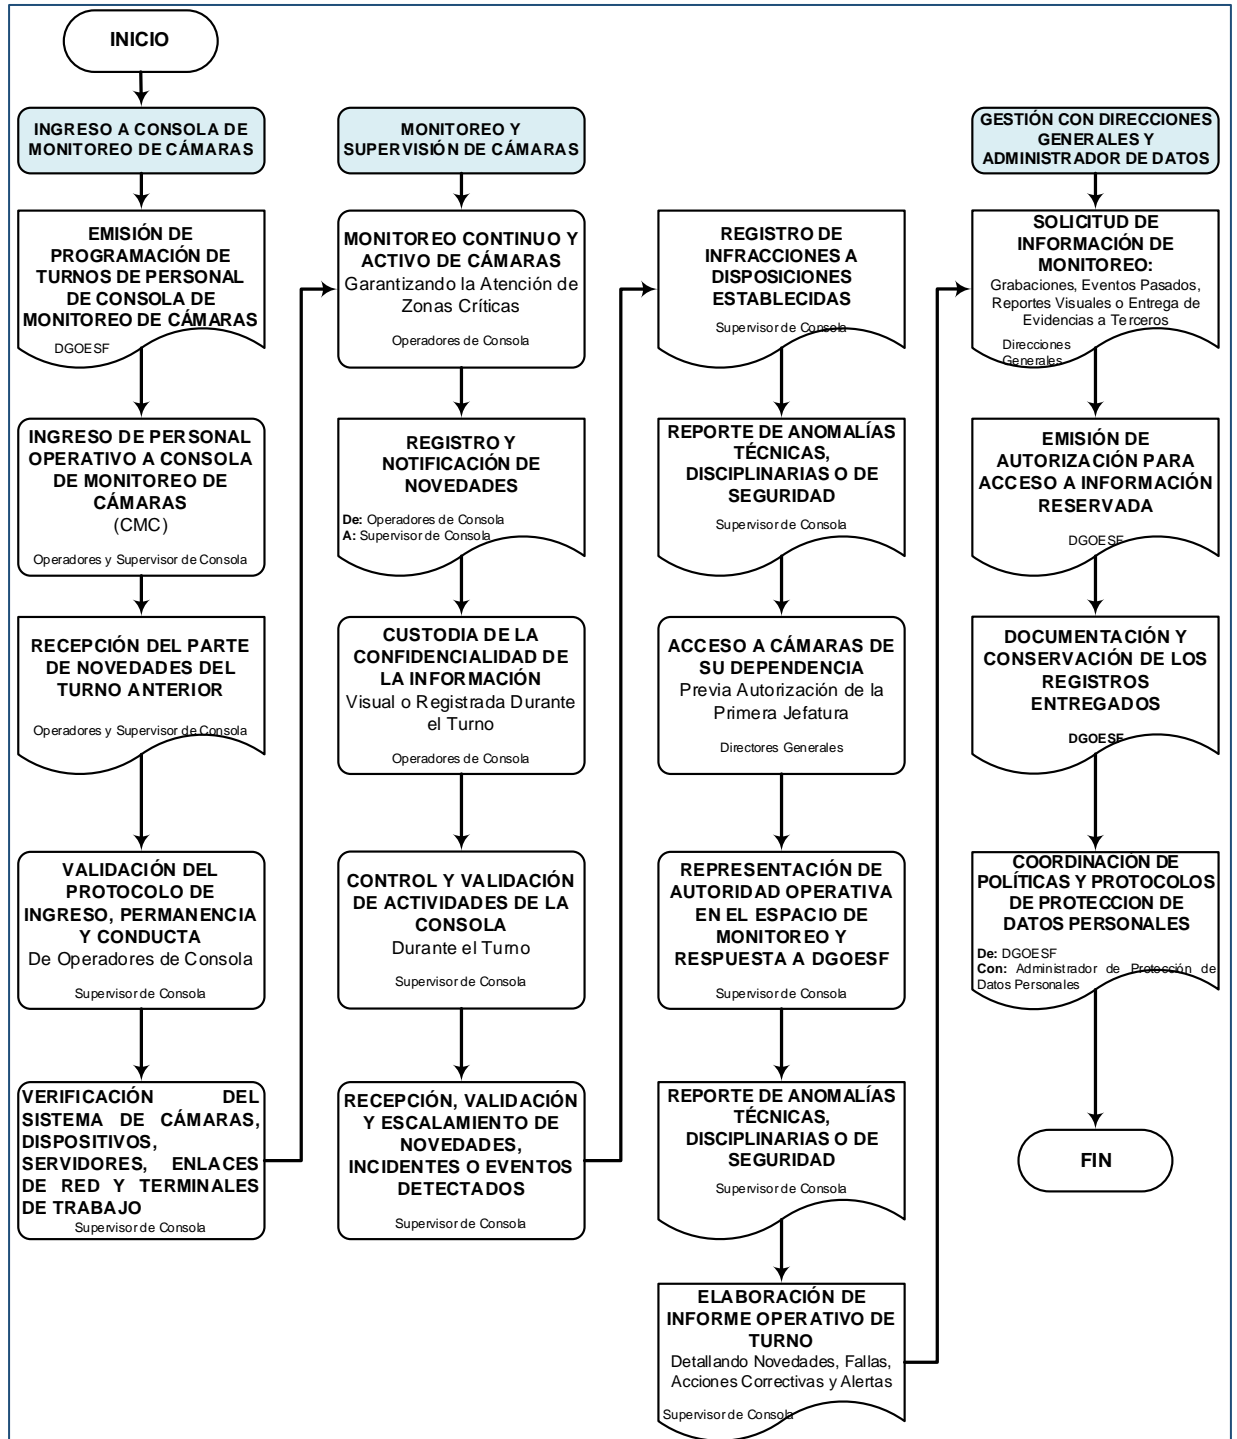 INICIO
INGRESO A CONSOLA DE
MONITOREO DE CÁMARAS
EMISIÓN DE
PROGRAMACIÓN DE
TURNOS DE PERSONAL
DE CONSOLA DE
MONITOREO DE CÁMARAS
DGOESF
INGRESO DE PERSONAL
OPERATIVO A CONSOLA
DE MONITOREO DE
CÁMARAS
(CMC)
Operadores y Supervisor de Consola
RECEPCIÓN DEL PARTE
DE NOVEDADES DEL
TURNO ANTERIOR
Operadores y Supervisor de Consola
VALIDACIÓN DEL
PROTOCOLO DE
INGRESO, PERMANENCIA
Y CONDUCTA
De Operadores de Consola
Supervisor de Consola
VERIFICACIÓN DEL
SISTEMA DE CÁMARAS,
DISPOSITIVOS,
SERVIDORES, ENLACES
DE RED Y TERMINALES
DE TRABAJO
Supervisor de Consola
MONITOREO Y
SUPERVISIÓN DE CÁMARAS
MONITOREO CONTINUO Y
ACTIVO DE CÁMARAS
Garantizando la Atención de
Zonas Críticas
Operadores de Consola
REGISTRO Y
NOTIFICACIÓN DE
NOVEDADES
De: Operadores de Consola
A: Supervisor de Consola
CUSTODIA DE LA
CONFIDENCIALIDAD DE
LA INFORMACIÓN
Visual o Registrada Durante
el Turno
Operadores de Consola
CONTROL Y VALIDACIÓN
DE ACTIVIDADES DE LA
CONSOLA
Durante el Turno
Supervisor de Consola
RECEPCIÓN, VALIDACIÓN
Y ESCALAMIENTO DE
NOVEDADES,
INCIDENTES O EVENTOS
DETECTADOS
Supervisor de Consola
REGISTRO DE
INFRACCIONES A
DISPOSICIONES
ESTABLECIDAS
Supervisor de Consola
REPORTE DE ANOMALÍAS
TÉCNICAS,
DISCIPLINARIAS O DE
SEGURIDAD
Supervisor de Consola
ACCESO A CÁMARAS DE
SU DEPENDENCIA
Previa Autorización de la
Primera Jefatura
Directores Generales
REPRESENTACIÓN DE
AUTORIDAD OPERATIVA
EN EL ESPACIO DE
MONITOREO Y
RESPUESTA A DGOESF
Supervisor de Consola
REPORTE DE ANOMALÍAS
TÉCNICAS,
DISCIPLINARIAS O DE
SEGURIDAD
Supervisor de Consola
ELABORACIÓN DE
INFORME OPERATIVO DE
TURNO
Detallando Novedades, Fallas,
Acciones Correctivas y Alertas
Supervisor de Consola
GESTIÓN CON DIRECCIONES
GENERALES Y
ADMINISTRADOR DE DATOS
SOLICITUD DE
INFORMACIÓN DE
MONITOREO:
Grabaciones, Eventos Pasados,
Reportes Visuales o Entrega de
Evidencias a Terceros
Direcciones
Generales
EMISIÓN DE
AUTORIZACIÓN PARA
ACCESO A INFORMACIÓN
RESERVADA
DGOESF
DOCUMENTACIÓN Y
CONSERVACIÓN DE LOS
REGISTROS
ENTREGADOS
DGOESF
COORDINACIÓN DE
POLÍTICAS Y PROTOCOLOS
DE PROTECCION DE
DATOS PERSONALES
De: DGOESF
Con: Administrador de Protección de
Datos Personales
FIN